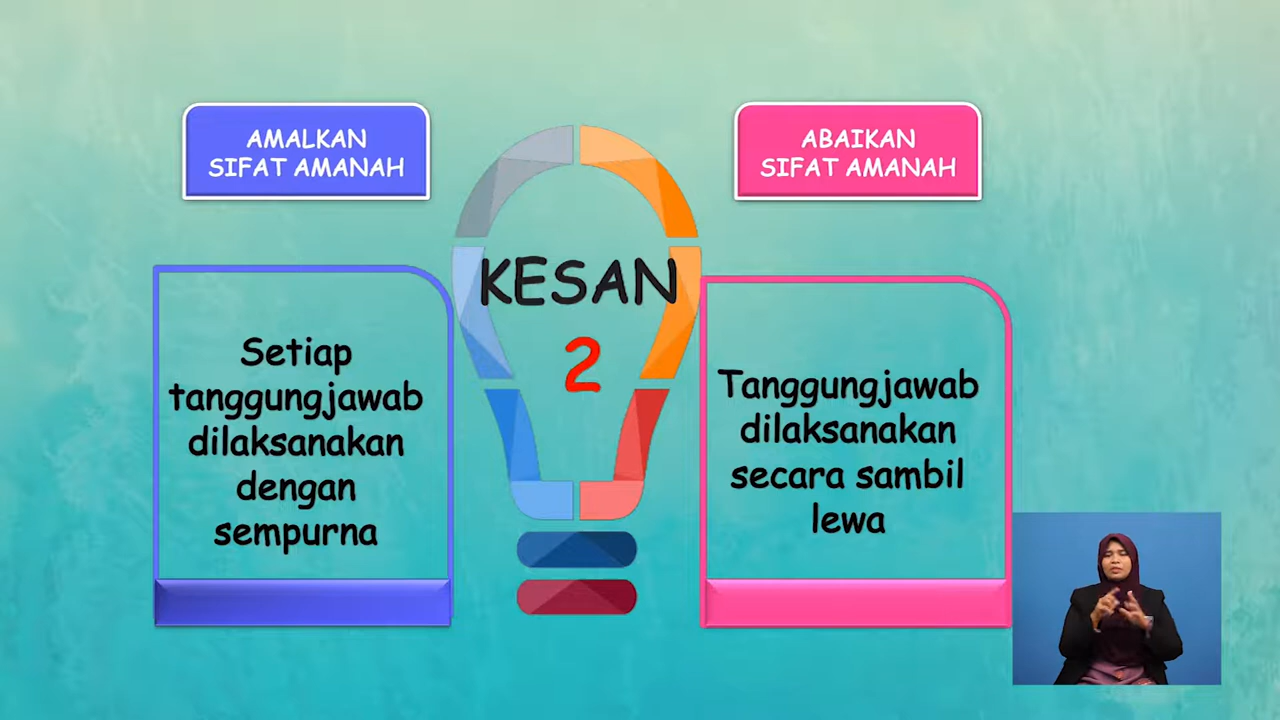 AMALKAN
SIFAT AMANAH
Setiap
tanggungjawab
dilaksanakan
dengan
sempurna
KESAN
2
ABAIKAN
SIFAT AMANAH
Tanggungjawab
dilaksanakan
secara sambil
lewa